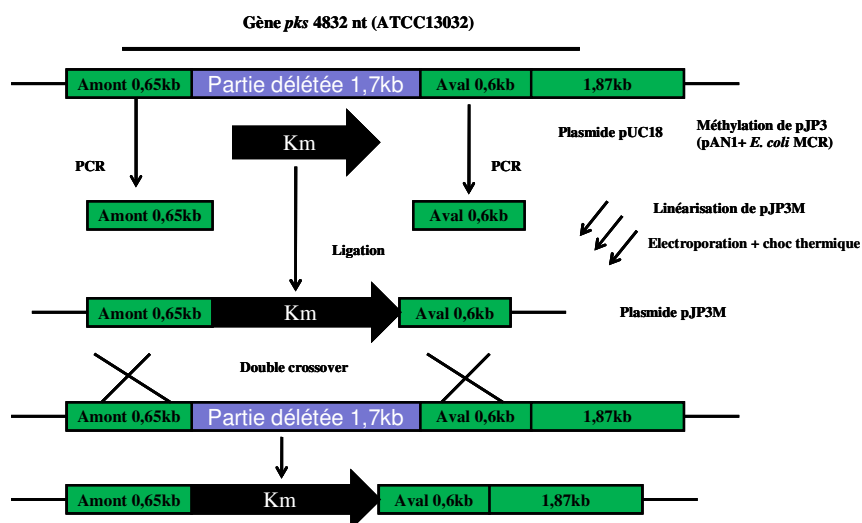 Gène pks 4832 nt (ATCC13032)
Amont 0,65kb
Partie délétée 1,7kb
Aval 0,6kb
1,87kb
Km
Plasmide pUC18
Méthylation de pJP3
(pAN1+ E. coli MCR)
PCR
PCR
Amont 0,65kb
Aval 0,6kb
Linéarisation de pJP3M
Electroporation + choc thermique
Ligation
Amont 0,65kb
Km
Aval 0,6kb
Plasmide pJP3M
Double crossover
Amont 0,65kb
Partie délétée 1,7kb
Aval 0,6kb
1,87kb
Amont 0,65kb
Km
Aval 0,6kb
1,87kb